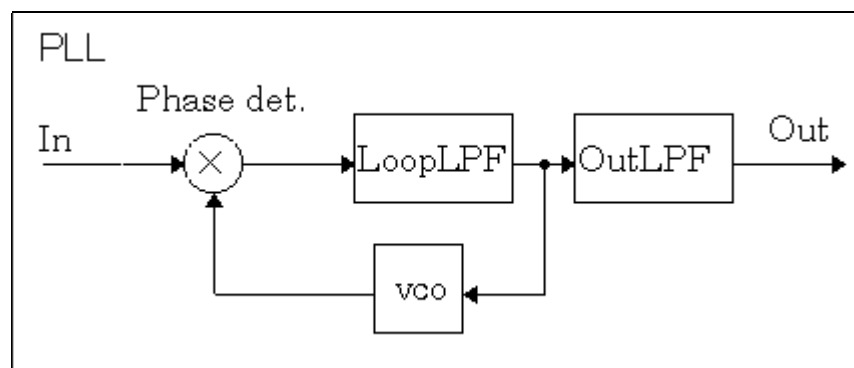 PLL
Phase det.
In
LoopLPF
OutLPF
Out
vco